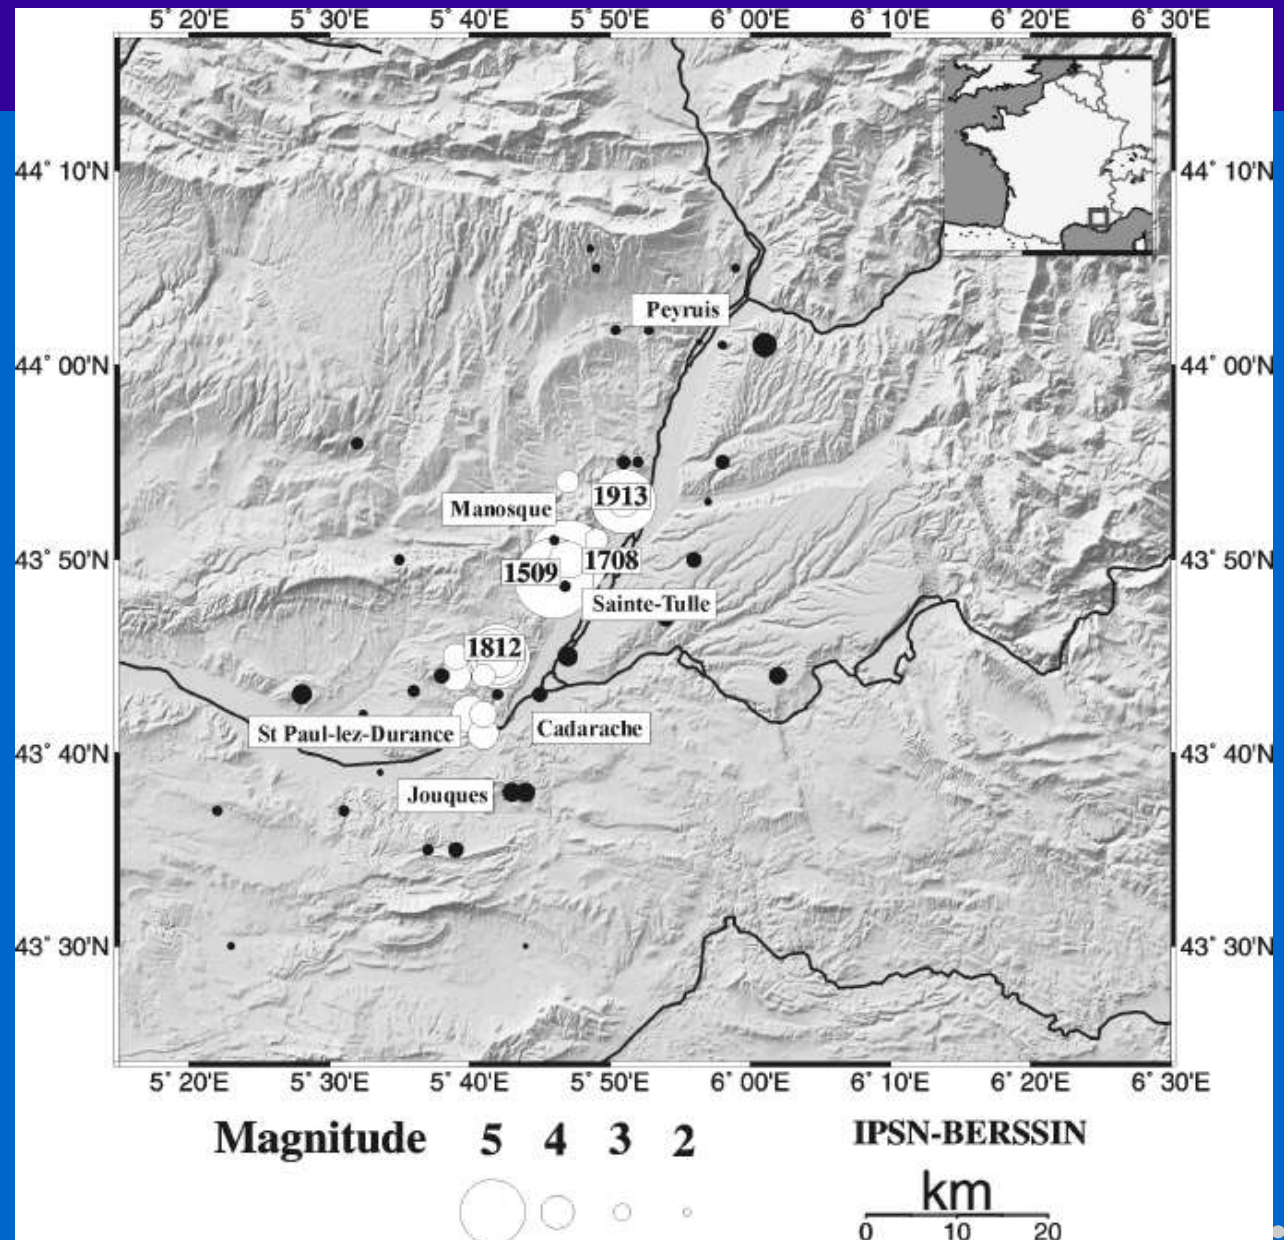 5° 20'E 5° 30'E 5° 40'E 5° 50'E 6° 00'E 6° 10'E 6° 20'E 6° 30'E
44° 10'N 44° 10'N
Peyruis
44° 00'N 44° 00'N
1913
Manosque
43° 50'N 1708 43° 50'N
1509
Sainte-Tulle
1812
Cadarache
St Paul-lez-Durance
43° 40'N 43° 40'N
Jouques
43° 30'N 43° 30'N
5° 20'E 5° 30'E 5° 40'E 5° 50'E 6° 00'E 6° 10'E 6° 20'E 6° 30'E
Magnitude 5 4 3 2 IPSN-BERSSIN
km
0 10 20